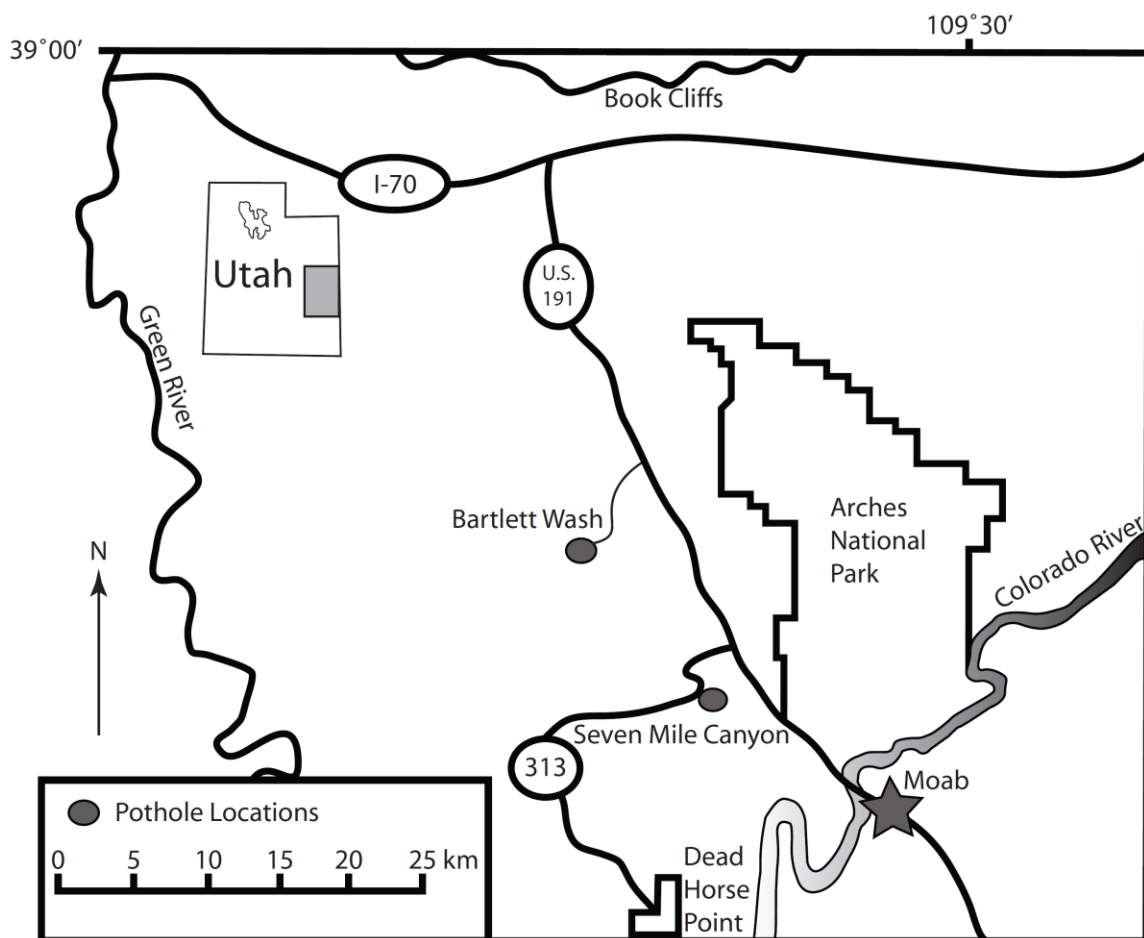 39°00’
109°30’
Book Cliffs
I-70
Utah
U.S.
191
Green River
Bartlett Wash
Arches
National
Park
N
Colorado River
Seven Mile Canyon
313
Moab
Pothole Locations
0 5 10 15 20 25 km
Dead
Horse
Point